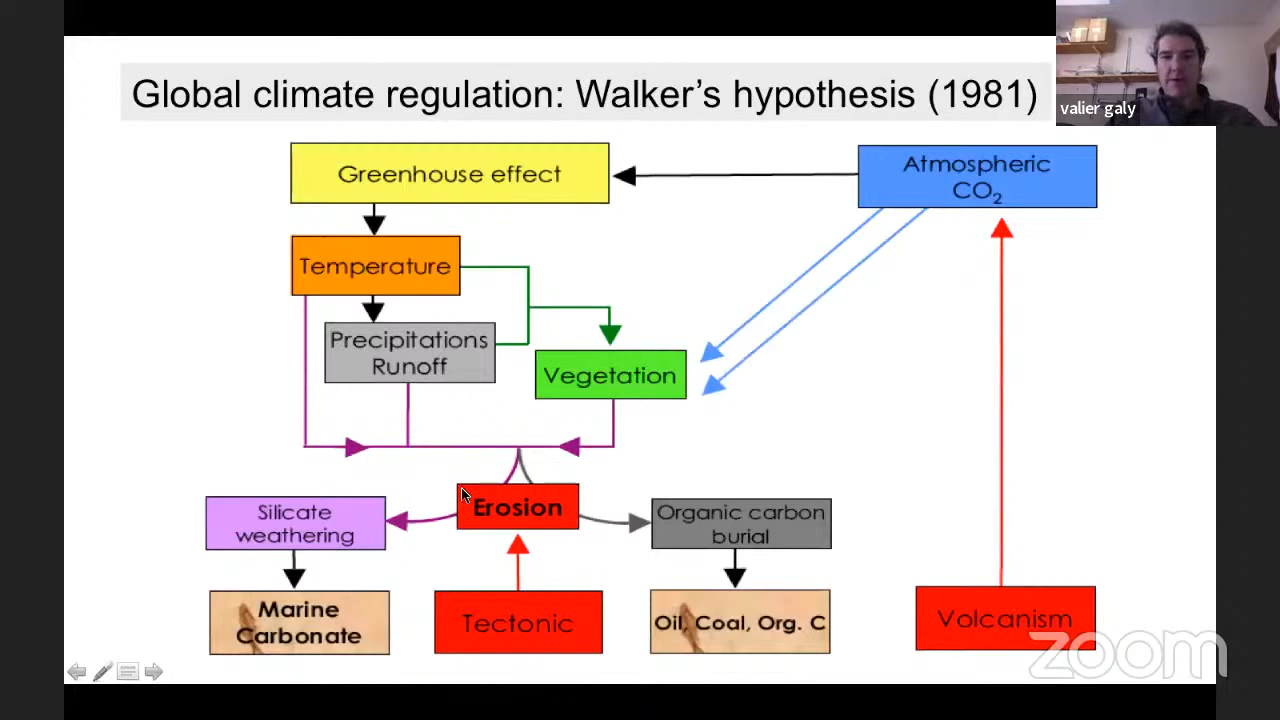 Global climate regulation: Walker's hypothesis (1981)
valier galy
Greenhouse effect
Atmospheric
CO₂
Temperature
Precipitations
Runoff
Vegetation
Erosion
Silicate
weathering
Organic carbon
burial
Marine
Carbonate
Tectonic
Oil, Coal, Org. C
Volcanism
zoom